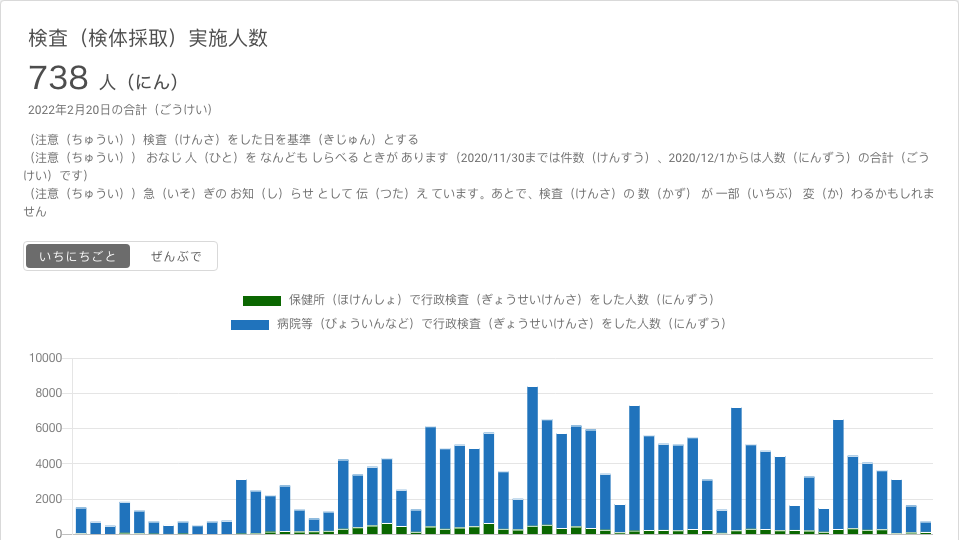 検査（検体採取）実施人数
738 人（にん）
2022年2月20日の合計（ごうけい）
（注意（ちゅうい））検査（けんさ）をした日を基準（きじゅん）とする
（注意（ちゅうい）） おなじ 人（ひと）を なんども しらべる ときが あります（2020/11/30までは件数（けんすう）、2020/12/1からは人数（にんずう）の合計（ごう
けい）です）
（注意（ちゅうい））急（いそ）ぎの お知（し）らせ として 伝（つた）え ています。あとで、検査（けんさ）の 数（かず） が 一部（いちぶ） 変（か）わるかもしれま
せん
いちにちごと ぜんぶで
保健所（ほけんしょ）で行政検査（ぎょうせいけんさ）をした人数（にんずう）
病院等（びょういんなど）で行政検査（ぎょうせいけんさ）をした人数（にんずう）
10000
8000
6000
4000
2000
0